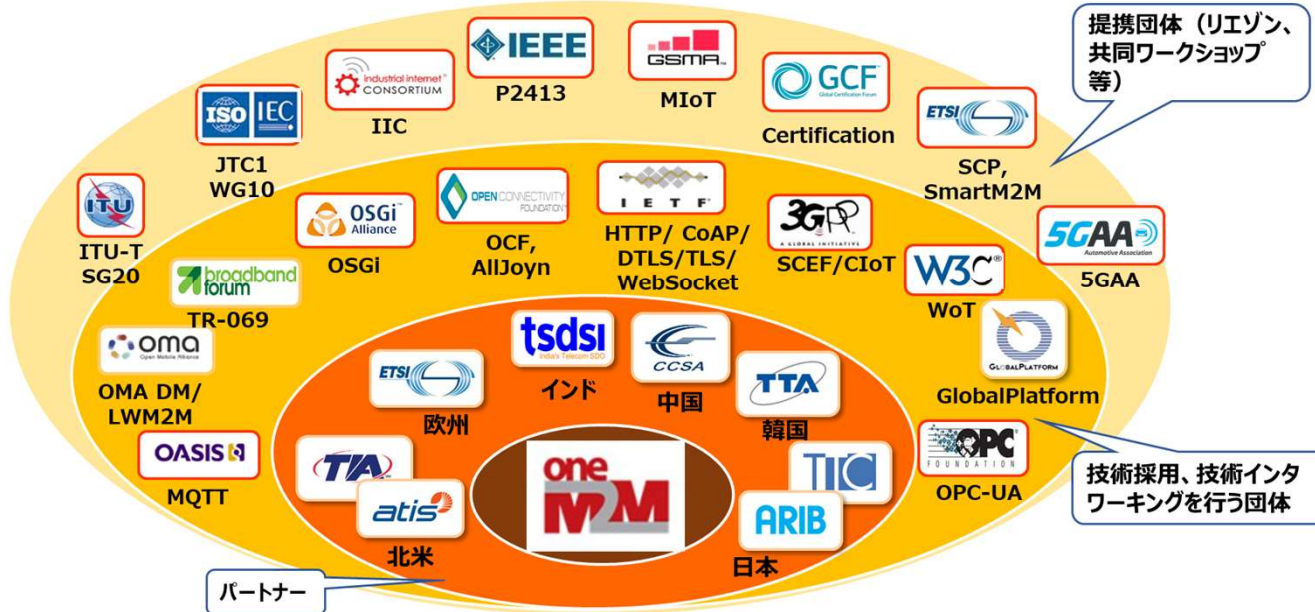 提携団体（リエゾン、
共同ワークショップ
等）
IEEE
P2413
GSMA
MIoT
GCF
Global Certification Forum
Certification
industrial internet
CONSORTIUM
IIC
ISO IEC
JTC1
WG10
ETSI
SCP,
SmartM2M
ITU
ITU-T
SG20
5GAA
Automotive Association
5GAA
OSGi™
Alliance
OSGi
OPEN CONNECTIVITY
FOUNDATION
OCF,
AllJoyn
I E T F®
HTTP/ CoAP/
DTLS/TLS/
WebSocket
3GPP
A GLOBAL INITIATIVE
SCEF/CIoT
W3C®
WoT
broadband
forum
TR-069
oma
Open Mobile Alliance
OMA DM/
LWM2M
GLOBALPLATFORM
GlobalPlatform
OASIS
MQTT
OPC
FOUNDATION
OPC-UA
技術採用、技術インタ
ワーキングを行う団体
ETSI
欧州
tsdsi
India's Telecom SDO
インド
CCSA
中国
TTA
韓国
TIA
atis
北米
one
M2M
TTC
ARIB
日本
パートナー